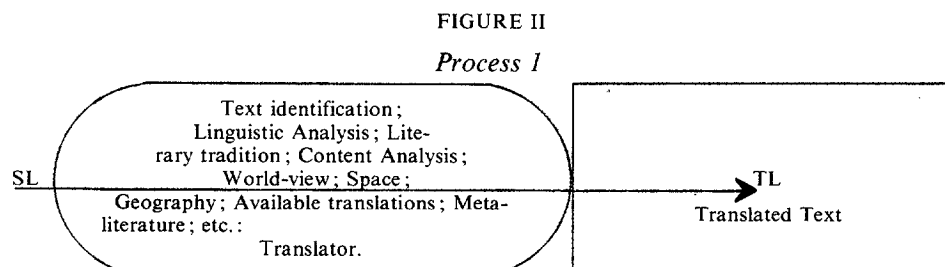 FIGURE II
Process 1
Text identification;
Linguistic Analysis; Lite-
rary tradition; Content Analysis;
World-view; Space;
SL
TL
Geography; Available translations; Meta-
literature; etc.:
Translated Text
Translator.